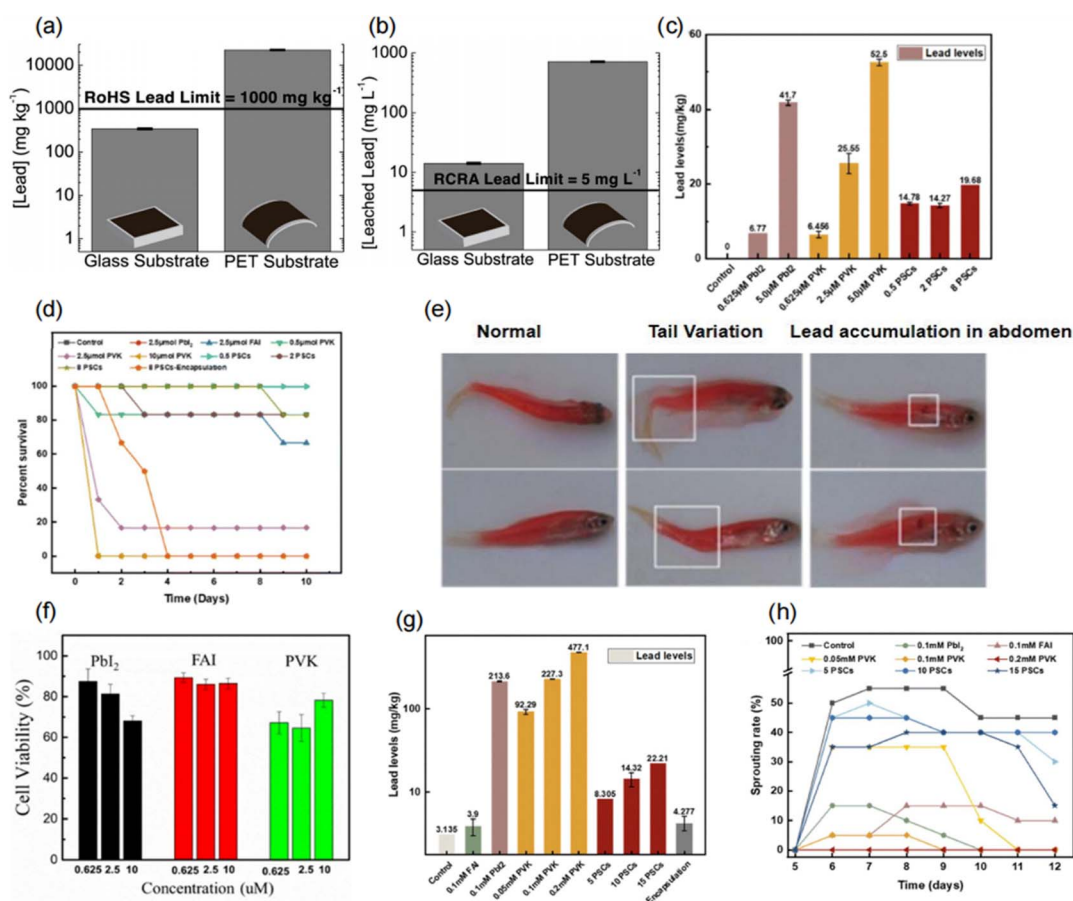 (a)
10000
1000
100
10
1
[Lead] (mg kg⁻¹)
RoHS Lead Limit = 1000 mg kg⁻¹
Glass Substrate PET Substrate
(b)
1000
100
10
1
[Leached Lead] (mg L⁻¹)
RCRA Lead Limit = 5 mg L⁻¹
Glass Substrate PET Substrate
(c)
Lead levels
Lead levels(mg/kg)
60
40
20
0
0
6.77
41.7
6.456
25.55
52.5
14.78
14.27
19.68
Control
0.625μM PbI2
5.0μM PbI2
0.625μM PVK
2.5μM PVK
5.0μM PVK
0.5 PSCs
2 PSCs
8 PSCs
(d)
Control 2.5μmol PbI₂ 2.5μmol FAI 0.5μmol PVK
2.5μmol PVK 10μmol PVK 0.5 PSCs 2 PSCs
8 PSCs 8 PSCs-Encapsulation
Percent survival
100
80
60
40
20
0
0 2 4 6 8 10
Time (Days)
(e)
Normal Tail Variation Lead accumulation in abdomen
(f)
PbI₂ FAI PVK
Cell Viability (%)
100
80
60
40
20
0
0.625 2.5 10 0.625 2.5 10 0.625 2.5 10
Concentration (uM)
(g)
Lead levels
Lead levels (mg/kg)
100
10
3.135
3.9
213.6
92.29
227.3
477.1
8.305
14.32
22.21
4.277
Control
0.1mM FAI
0.1mM PbI2
0.05mM PVK
0.1mM PVK
0.2mM PVK
5 PSCs
10 PSCs
15 PSCs
Encapsulation
(h)
Control 0.1mM PbI₂ 0.1mM FAI
0.05mM PVK 0.1mM PVK 0.2mM PVK
5 PSCs 10 PSCs 15 PSCs
Sprouting rate (%)
100
50
40
30
20
10
0
5 6 7 8 9 10 11 12
Time (days)